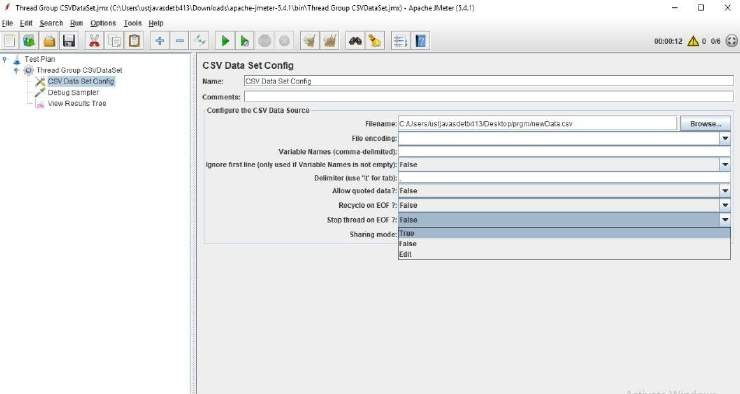 Thread Group CSVDataSet.jmx (C:\Users\ustjavasdetb413\Downloads\apache-jmeter-5.4.1\bin\Thread Group CSVDataSet.jmx) - Apache JMeter (5.4.1)
File Edit Search Run Options Tools Help
00:00:12 0 0/6
Test Plan
Thread Group CSVDataSet
CSV Data Set Config
Debug Sampler
View Results Tree
CSV Data Set Config
Name: CSV Data Set Config
Comments:
Configure the CSV Data Source
Filename: C:/Users/ustjavasdetb413/Desktop/prgm/newData.csv Browse...
File encoding:
Variable Names (comma-delimited):
Ignore first line (only used if Variable Names is not empty): False
Delimiter (use '\t' for tab): ,
Allow quoted data?: False
Recycle on EOF ?: False
Stop thread on EOF ?: False
Sharing mode: True
False
Edit
Activate Windows